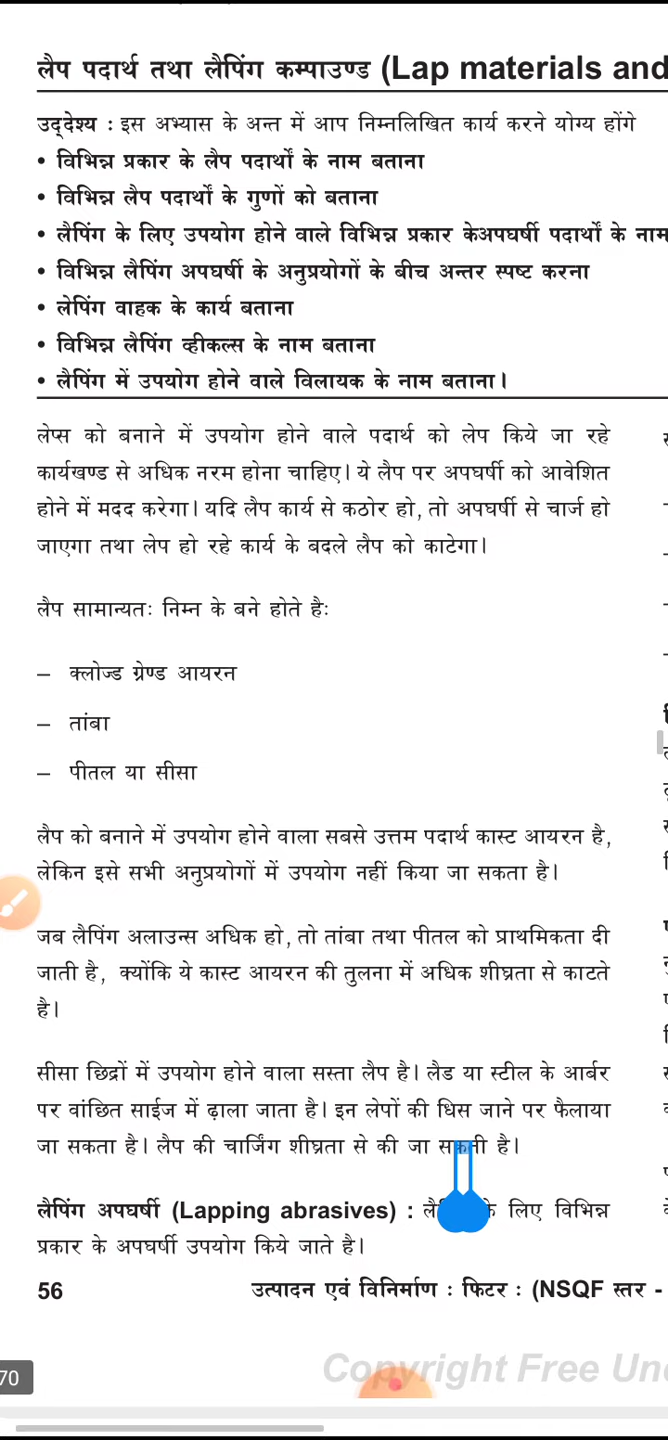 लैप पदार्थ तथा लैपिंग कम्पाउण्ड (Lap materials and
उद्देश्य : इस अभ्यास के अन्त में आप निम्नलिखित कार्य करने योग्य होंगे
• विभिन्न प्रकार के लैप पदार्थों के नाम बताना
• विभिन्न लैप पदार्थों के गुणों को बताना
• लैपिंग के लिए उपयोग होने वाले विभिन्न प्रकार केअपघर्षी पदार्थों के नाम
• विभिन्न लैपिंग अपघर्षी के अनुप्रयोगों के बीच अन्तर स्पष्ट करना
• लेपिंग वाहक के कार्य बताना
• विभिन्न लैपिंग व्हीकल्स के नाम बताना
• लैपिंग में उपयोग होने वाले विलायक के नाम बताना।
लेप्स को बनाने में उपयोग होने वाले पदार्थ को लेप किये जा रहे
कार्यखण्ड से अधिक नरम होना चाहिए। ये लैप पर अपघर्षी को आवेशित
होने में मदद करेगा। यदि लैप कार्य से कठोर हो, तो अपघर्षी से चार्ज हो
जाएगा तथा लेप हो रहे कार्य के बदले लैप को काटेगा।
लैप सामान्यतः निम्न के बने होते हैः
– क्लोज्ड ग्रेण्ड आयरन
– तांबा
– पीतल या सीसा
लैप को बनाने में उपयोग होने वाला सबसे उत्तम पदार्थ कास्ट आयरन है,
लेकिन इसे सभी अनुप्रयोगों में उपयोग नहीं किया जा सकता है।
जब लैपिंग अलाउन्स अधिक हो, तो तांबा तथा पीतल को प्राथमिकता दी
जाती है, क्योंकि ये कास्ट आयरन की तुलना में अधिक शीघ्रता से काटते
है।
सीसा छिद्रों में उपयोग होने वाला सस्ता लैप है। लैड या स्टील के आर्बर
पर वांछित साईज में ढ़ाला जाता है। इन लेपों की धिस जाने पर फैलाया
जा सकता है। लैप की चार्जिंग शीघ्रता से की जा सकती है।
लैपिंग अपघर्षी (Lapping abrasives) : के लिए विभिन्न
प्रकार के अपघर्षी उपयोग किये जाते है।
56 उत्पादन एवं विनिर्माण : फिटर : (NSQF स्तर -
70
Copyright Free Un